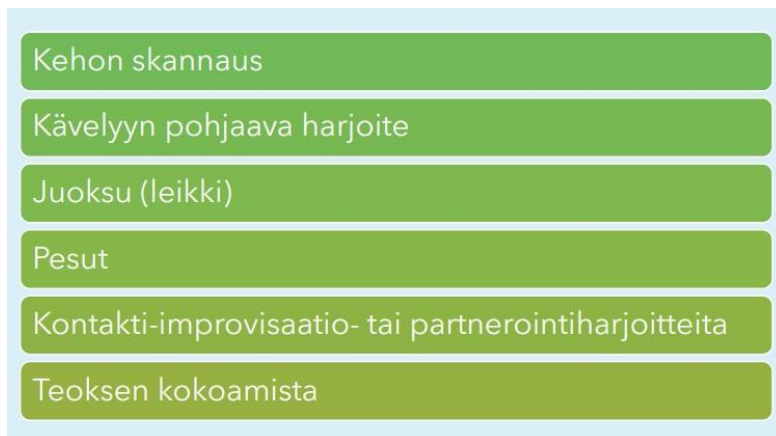 Kehon skannaus
Kävelyyn pohjaava harjoite
Juoksu (leikki)
Pesut
Kontakti-improvisaatio- tai partnerointiharjoitteita
Teoksen kokoamista